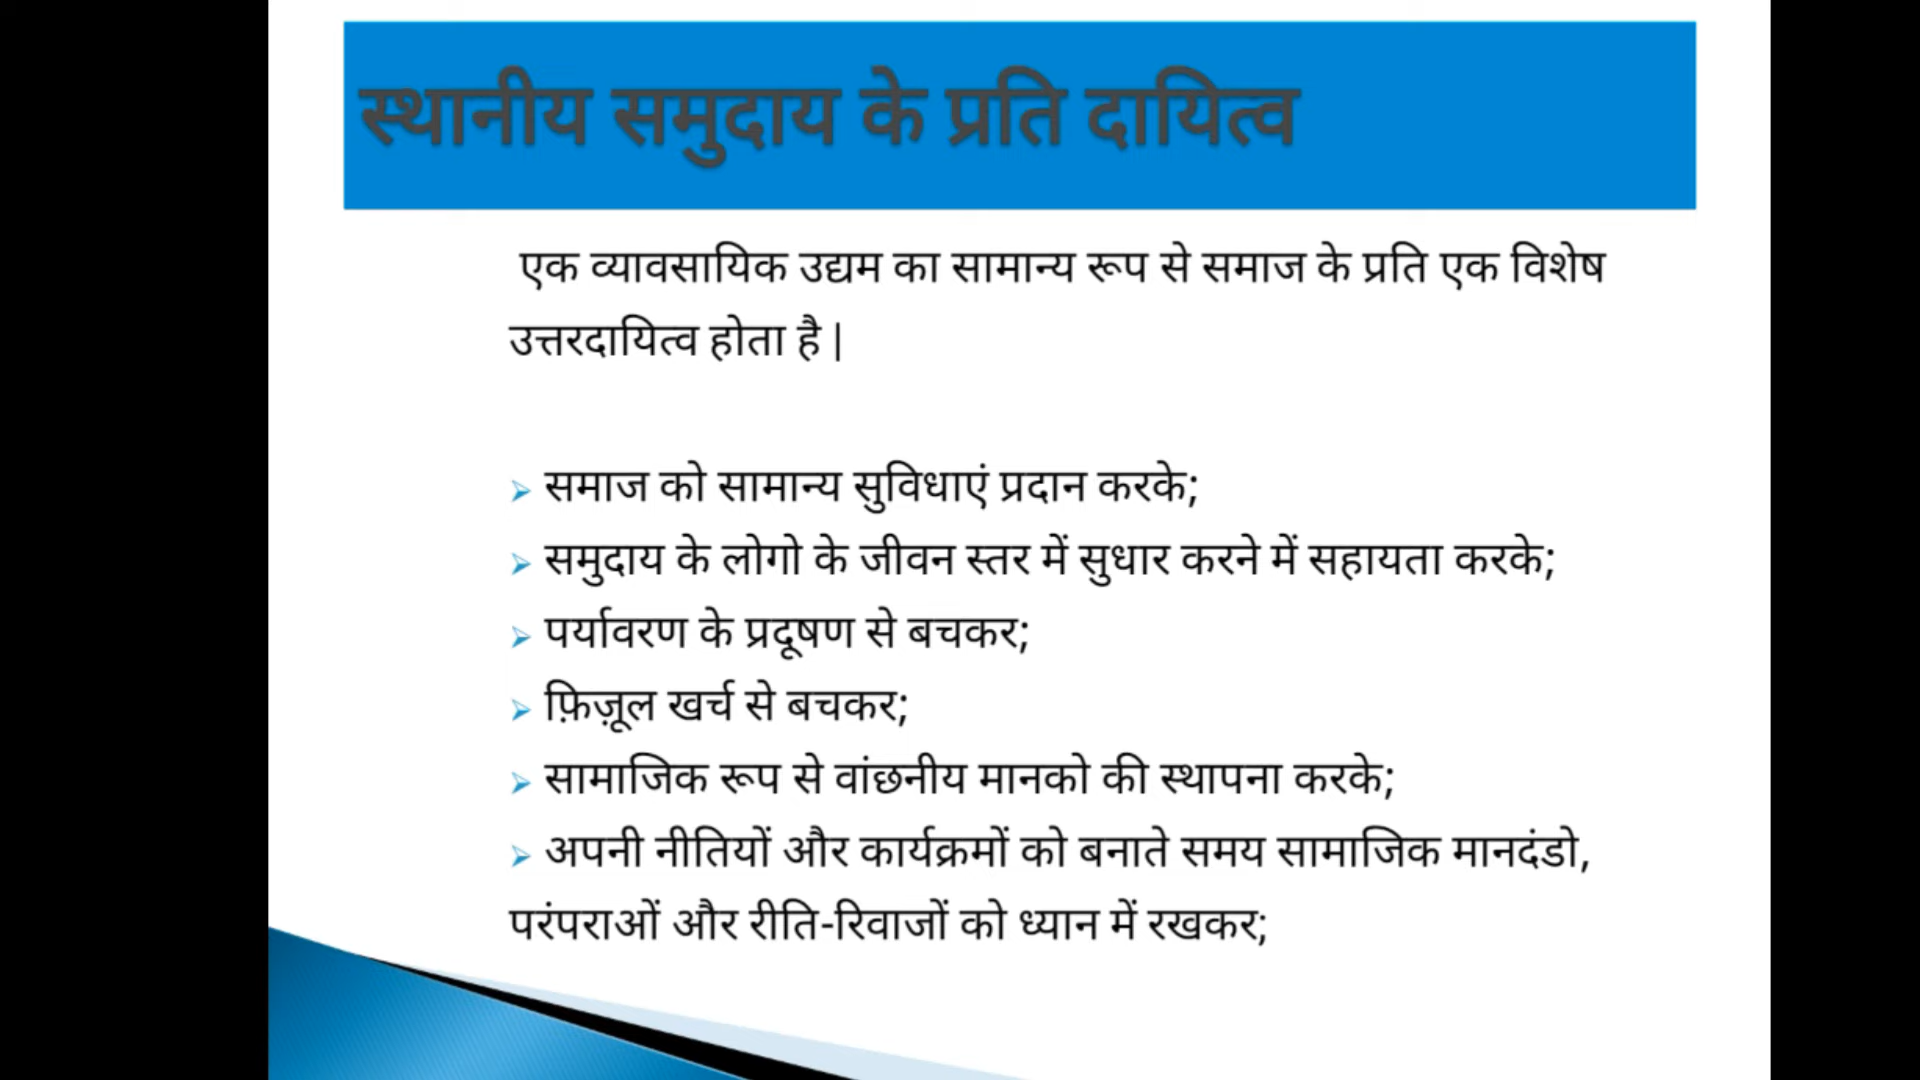 स्थानीय समुदाय के प्रति दायित्व
एक व्यावसायिक उद्यम का सामान्य रूप से समाज के प्रति एक विशेष
उत्तरदायित्व होता है |
➢ समाज को सामान्य सुविधाएं प्रदान करके;
➢ समुदाय के लोगो के जीवन स्तर में सुधार करने में सहायता करके;
➢ पर्यावरण के प्रदूषण से बचकर;
➢ फ़िज़ूल खर्च से बचकर;
➢ सामाजिक रूप से वांछनीय मानको की स्थापना करके;
➢ अपनी नीतियों और कार्यक्रमों को बनाते समय सामाजिक मानदंडो,
परंपराओं और रीति-रिवाजों को ध्यान में रखकर;